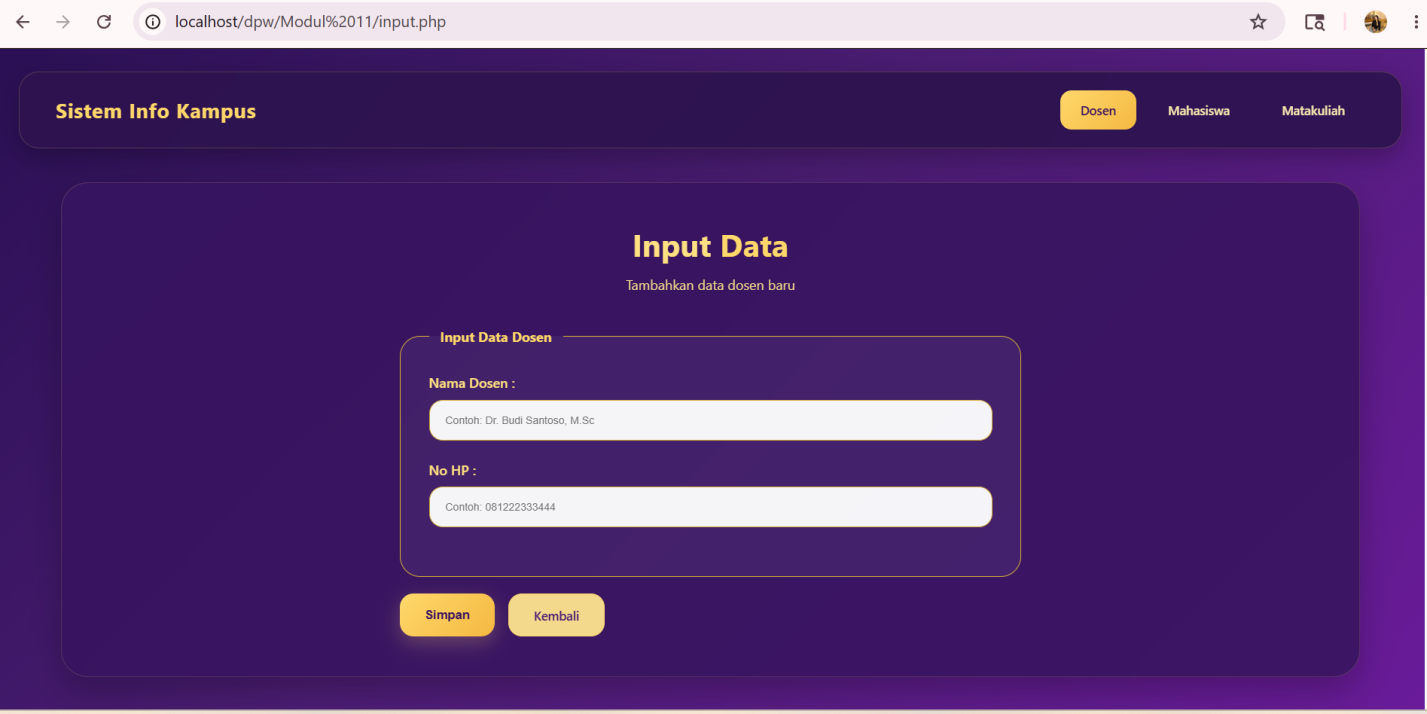 localhost/dpw/Modul%2011/input.php
Sistem Info Kampus
Dosen
Mahasiswa
Matakuliah
Input Data
Tambahkan data dosen baru
Input Data Dosen
Nama Dosen :
Contoh: Dr. Budi Santoso, M.Sc
No HP :
Contoh: 081222333444
Simpan
Kembali